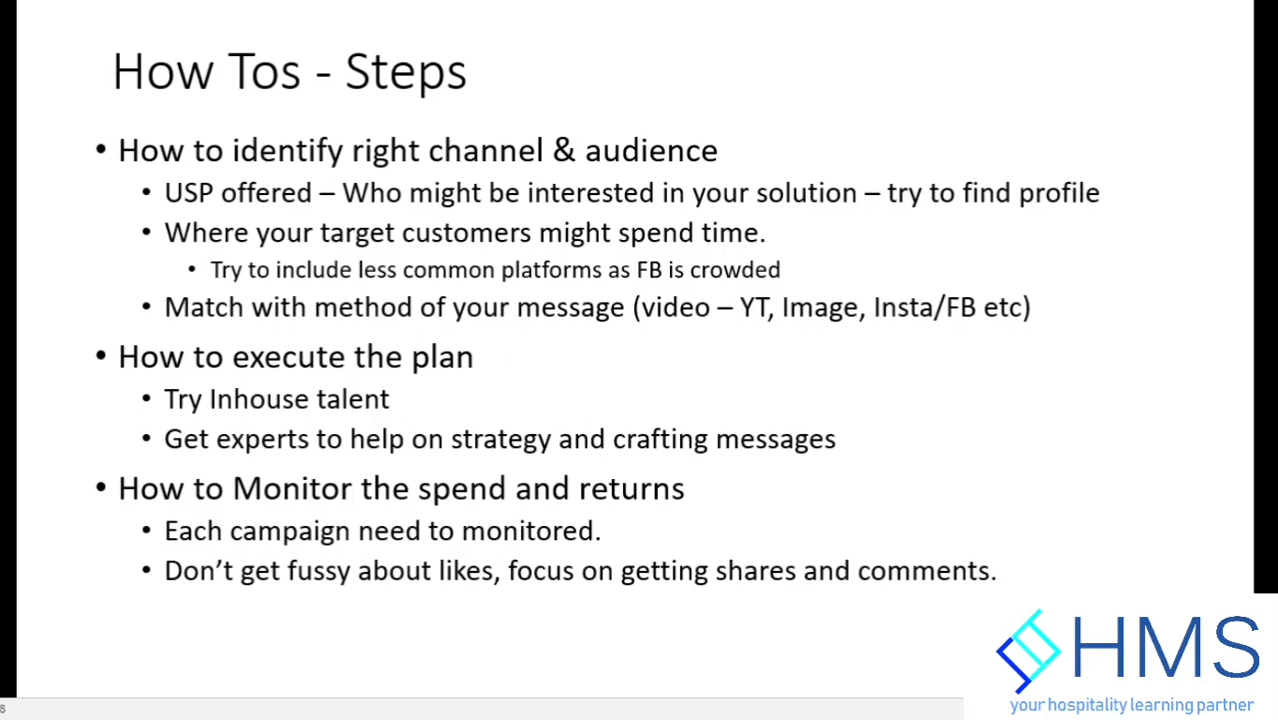 How Tos - Steps
• How to identify right channel & audience
• USP offered – Who might be interested in your solution – try to find profile
• Where your target customers might spend time.
• Try to include less common platforms as FB is crowded
• Match with method of your message (video – YT, Image, Insta/FB etc)
• How to execute the plan
• Try Inhouse talent
• Get experts to help on strategy and crafting messages
• How to Monitor the spend and returns
• Each campaign need to monitored.
• Don't get fussy about likes, focus on getting shares and comments.
HMS
your hospitality learning partner
8